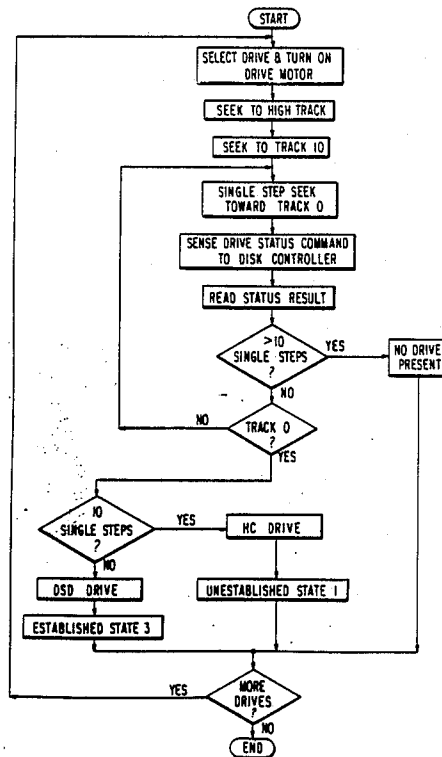 START
SELECT DRIVE & TURN ON
DRIVE MOTOR
SEEK TO HIGH TRACK
SEEK TO TRACK 10
SINGLE STEP SEEK
TOWARD TRACK 0
SENSE DRIVE STATUS COMMAND
TO DISK CONTROLLER
READ STATUS RESULT
>10
SINGLE STEPS
?
YES
NO DRIVE
PRESENT
NO
TRACK 0
?
NO
YES
10
SINGLE STEPS
?
YES
HC DRIVE
NO
DSD DRIVE
UNESTABLISHED STATE 1
ESTABLISHED STATE 3
YES
MORE
DRIVES
?
NO
END